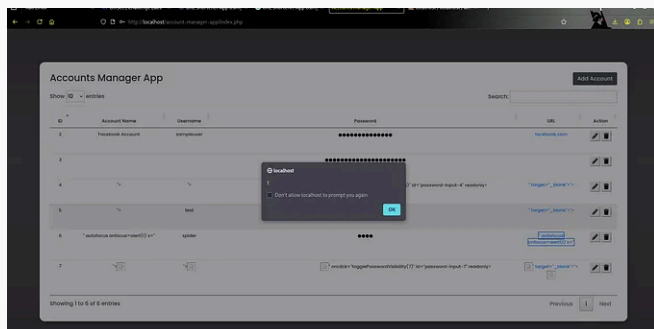 http://localhost/account-manager-app/index.php
Accounts Manager App
Add Account
Show 10 entries
Search:
ID Account Name Username Password URL Action
2 Facebook Account sampleuser ●●●●●●●●●●●●●● facebook.com
3 ●●●●●●●●●●●●●●●●●●●●
4 "> "> " id="password-input-4" readonly> " target="_blank">">
5 "> test " target="_blank">">
6 " autofocus onfocus=alert(1) x=" spider ●●●● " autofocus
onfocus=alert(1) x="
7 "> "> " onclick="togglePasswordVisibility(7)" id="password-input-7" readonly> " target="_blank">">
localhost
1
Don't allow localhost to prompt you again
OK
Showing 1 to 6 of 6 entries
Previous 1 Next